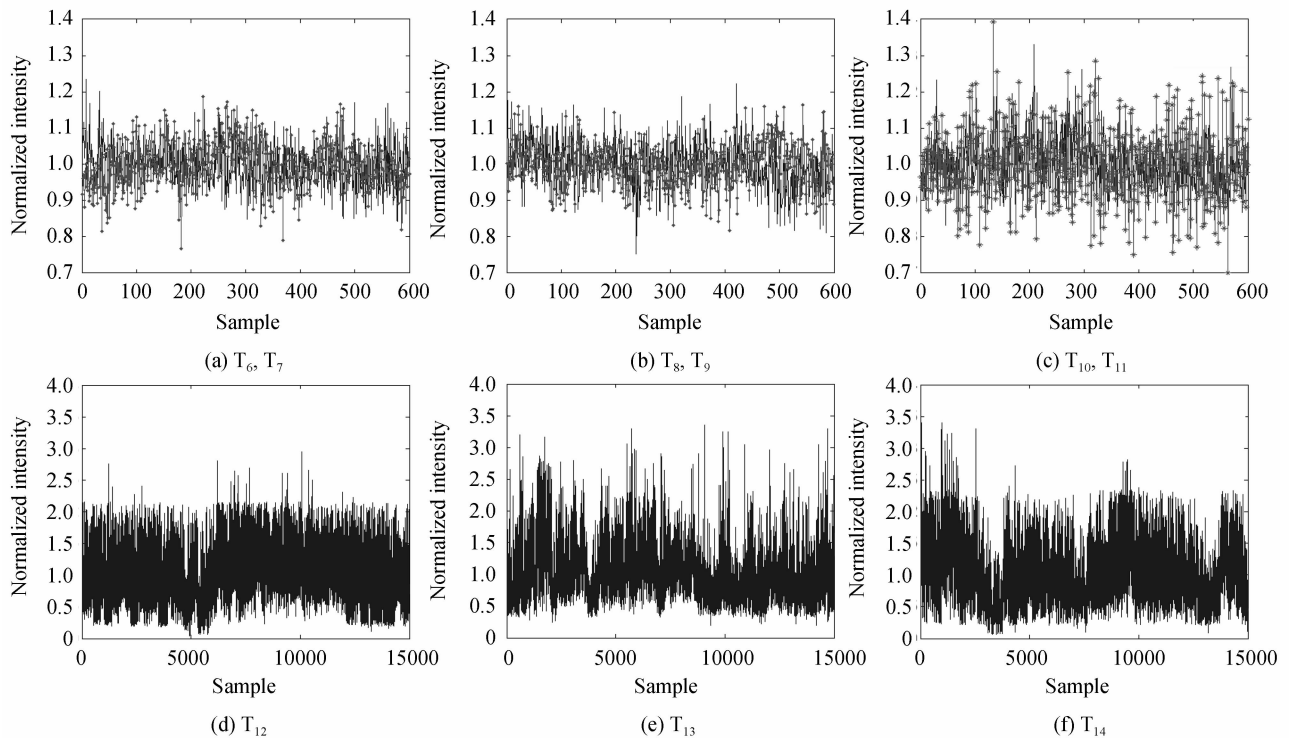 Normalized intensity
1.4
1.3
1.2
1.1
1.0
0.9
0.8
0.7
0 100 200 300 400 500 600
Sample
(a) T6, T7
Normalized intensity
1.4
1.3
1.2
1.1
1.0
0.9
0.8
0.7
0 100 200 300 400 500 600
Sample
(b) T8, T9
Normalized intensity
1.4
1.3
1.2
1.1
1.0
0.9
0.8
0.7
0 100 200 300 400 500 600
Sample
(c) T10, T11
Normalized intensity
4.0
3.5
3.0
2.5
2.0
1.5
1.0
0.5
0
0 5000 10000 15000
Sample
(d) T12
Normalized intensity
4.0
3.5
3.0
2.5
2.0
1.5
1.0
0.5
0
0 5000 10000 15000
Sample
(e) T13
Normalized intensity
4.0
3.5
3.0
2.5
2.0
1.5
1.0
0.5
0
0 5000 10000 15000
Sample
(f) T14